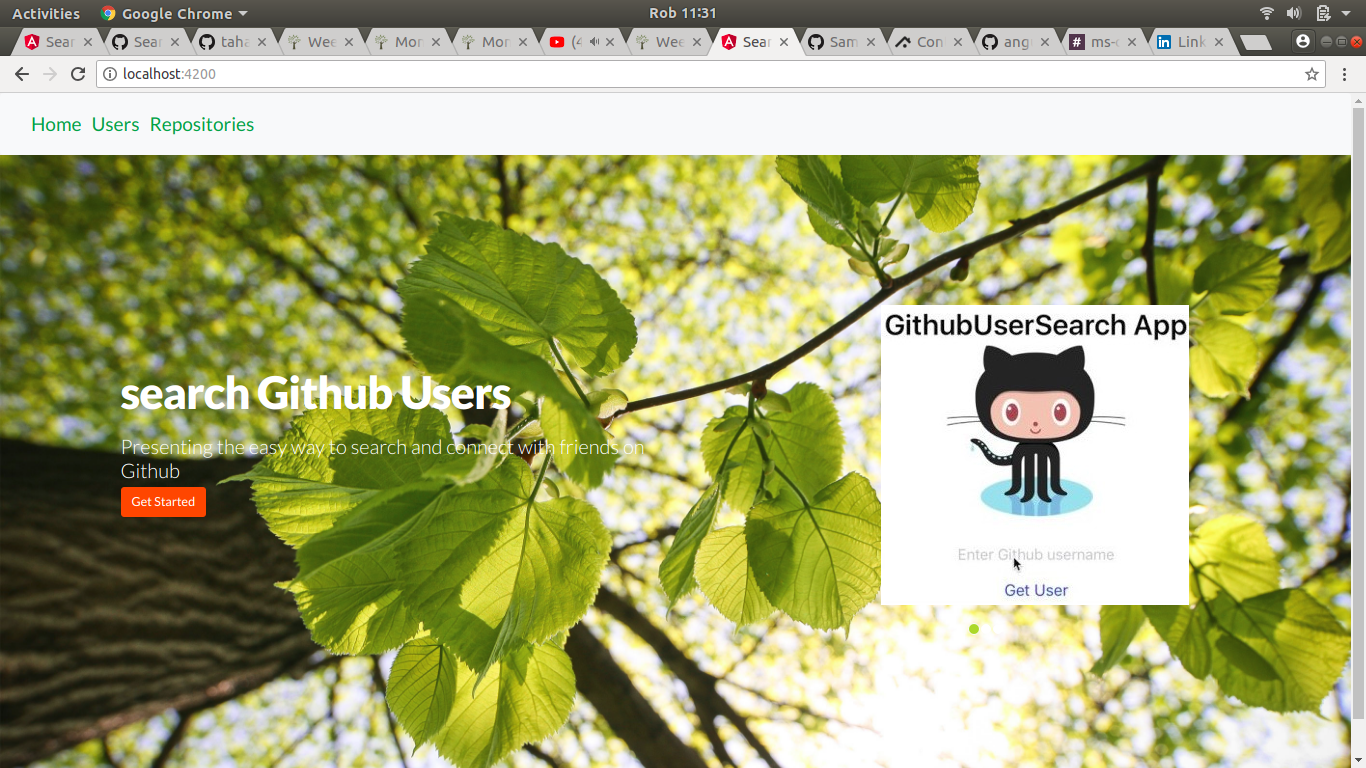 Activities Google Chrome Rob 11:31
Sear Sear taha Wee Mor Mor (4 Wee Sear Sam Con ang ms- Link
localhost:4200
Home Users Repositories
GithubUserSearch App
search Github Users
Presenting the easy way to search and connect with friends on
Github
Get Started
Enter Github username
Get User